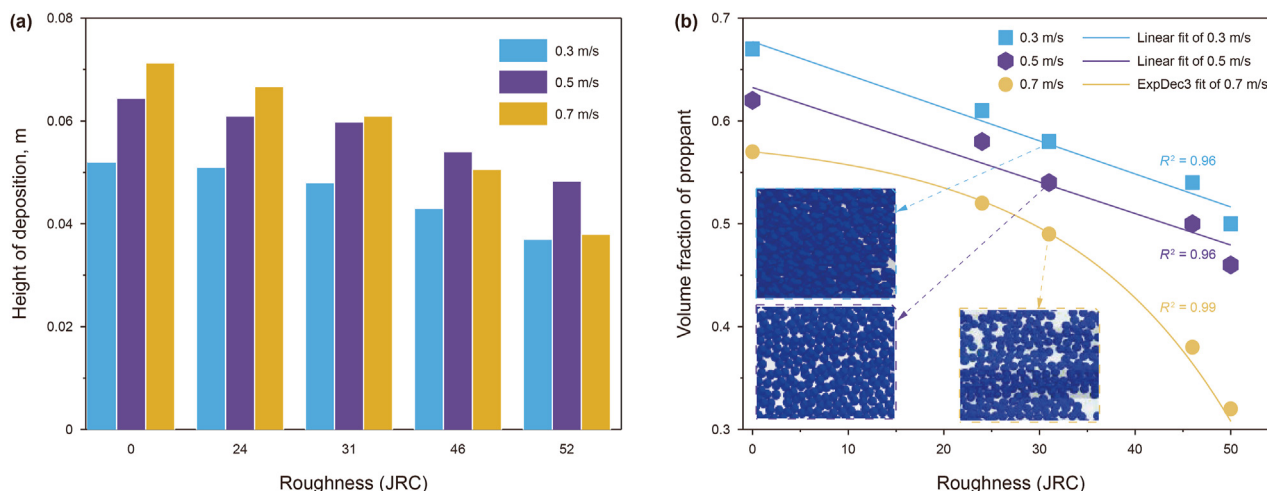 (a)
0.08
0.06
0.04
0.02
0
Height of deposition, m
0.3 m/s
0.5 m/s
0.7 m/s
0 24 31 46 52
Roughness (JRC)
(b)
0.7
0.6
0.5
0.4
0.3
Volume fraction of proppant
0.3 m/s Linear fit of 0.3 m/s
0.5 m/s Linear fit of 0.5 m/s
0.7 m/s ExpDec3 fit of 0.7 m/s
R² = 0.96
R² = 0.96
R² = 0.99
0 10 20 30 40 50
Roughness (JRC)